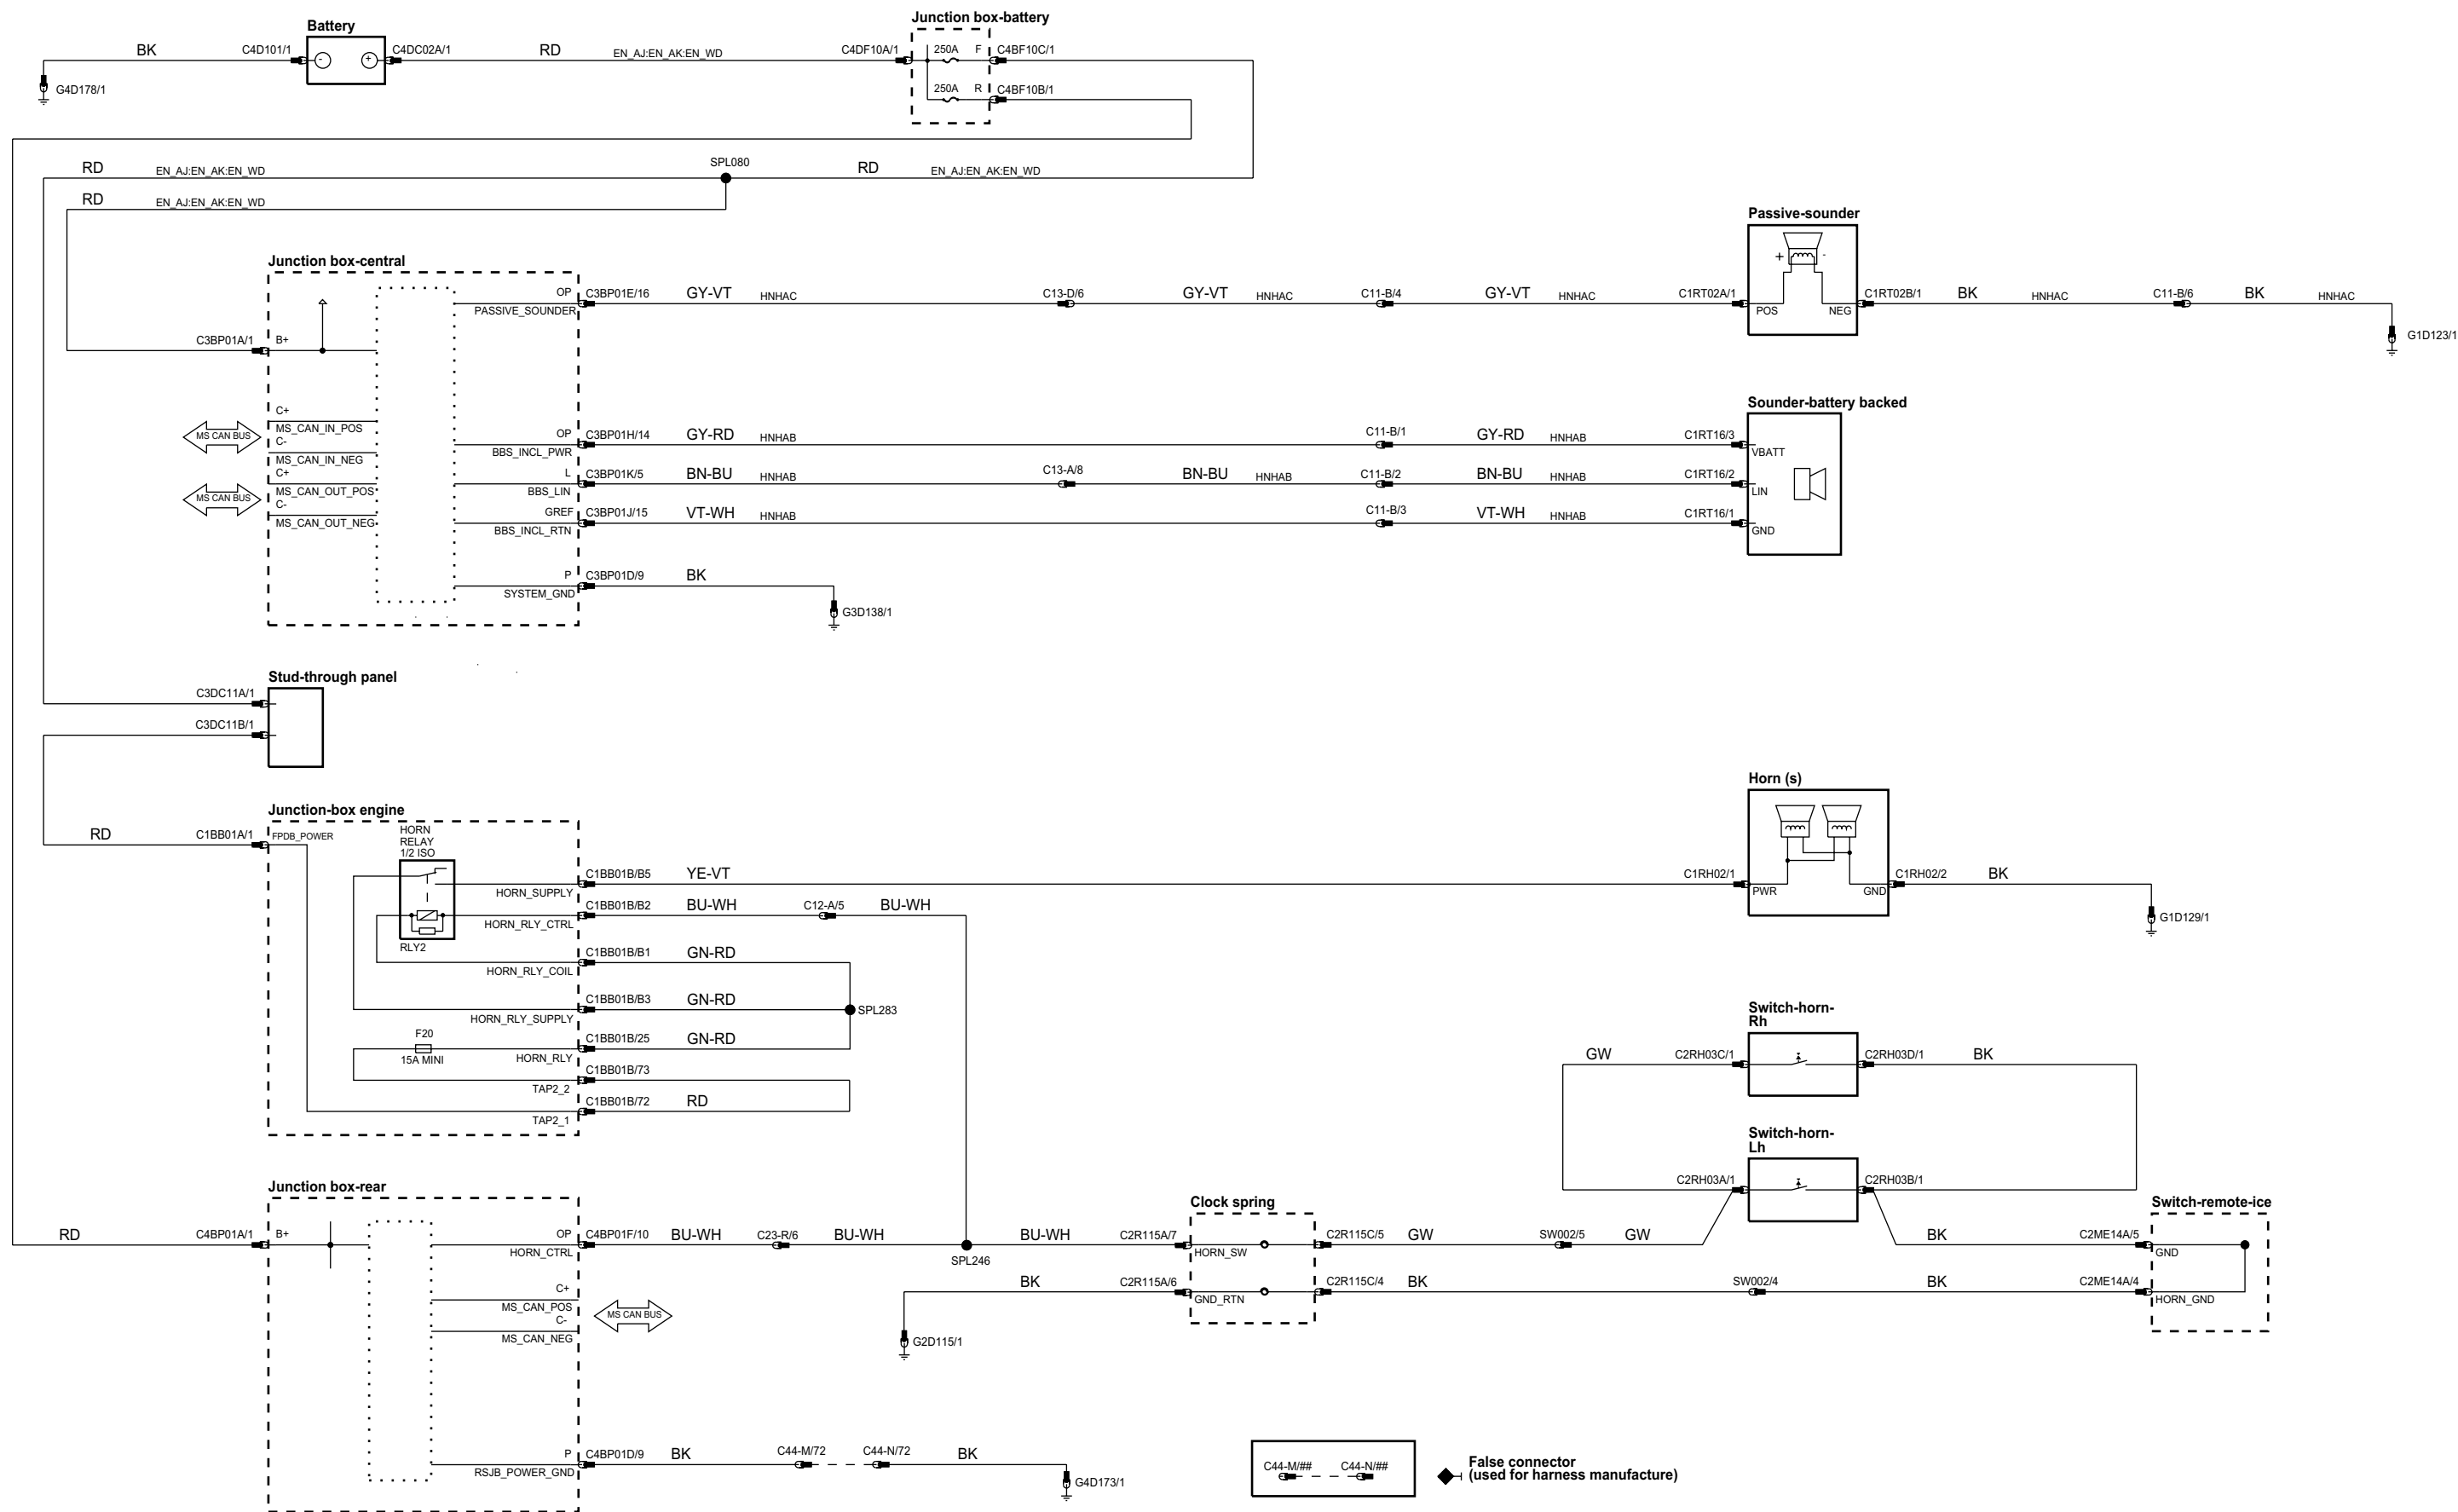 Battery
Junction box-battery
BK
C4D101/1
-
+
C4DC02A/1
RD
EN_AJ:EN_AK:EN_WD
C4DF10A/1
250A
F
C4BF10C/1
G4D178/1
250A
R
C4BF10B/1
RD
EN_AJ:EN_AK:EN_WD
SPL080
RD
EN_AJ:EN_AK:EN_WD
RD
EN_AJ:EN_AK:EN_WD
Passive-sounder
+
-
Junction box-central
OP
C3BP01E/16
GY-VT
HNHAC
C13-D/6
GY-VT
HNHAC
C11-B/4
GY-VT
HNHAC
C1RT02A/1
C1RT02B/1
BK
HNHAC
C11-B/6
BK
HNHAC
PASSIVE_SOUNDER
POS
NEG
G1D123/1
C3BP01A/1
B+
Sounder-battery backed
C+
MS_CAN_IN_POS
MS CAN BUS
C-
MS_CAN_IN_NEG
C+
MS_CAN_OUT_POS
MS CAN BUS
C-
MS_CAN_OUT_NEG
OP
C3BP01H/14
GY-RD
HNHAB
C11-B/1
GY-RD
HNHAB
C1RT16/3
BBS_INCL_PWR
VBATT
L
C3BP01K/5
BN-BU
HNHAB
C13-A/8
BN-BU
HNHAB
C11-B/2
BN-BU
HNHAB
C1RT16/2
BBS_LIN
LIN
GREF
C3BP01J/15
VT-WH
HNHAB
C11-B/3
VT-WH
HNHAB
C1RT16/1
BBS_INCL_RTN
GND
P
C3BP01D/9
BK
SYSTEM_GND
G3D138/1
Stud-through panel
C3DC11A/1
C3DC11B/1
Horn (s)
Junction-box engine
RD
C1BB01A/1
FPDB_POWER
HORN
RELAY
1/2 ISO
RLY2
C1BB01B/B5
YE-VT
C1RH02/1
C1RH02/2
BK
HORN_SUPPLY
PWR
GND
G1D129/1
C1BB01B/B2
BU-WH
C12-A/5
BU-WH
HORN_RLY_CTRL
C1BB01B/B1
GN-RD
HORN_RLY_COIL
C1BB01B/B3
GN-RD
SPL283
HORN_RLY_SUPPLY
F20
15A MINI
C1BB01B/25
GN-RD
HORN_RLY
C1BB01B/73
TAP2_2
C1BB01B/72
RD
TAP2_1
Switch-horn-
Rh
GW
C2RH03C/1
C2RH03D/1
BK
Switch-horn-
Lh
C2RH03A/1
C2RH03B/1
Junction box-rear
Clock spring
Switch-remote-ice
RD
C4BP01A/1
B+
OP
C4BP01F/10
BU-WH
C23-R/6
BU-WH
SPL246
BU-WH
C2R115A/7
C2R115C/5
GW
SW002/5
GW
BK
C2ME14A/5
HORN_CTRL
HORN_SW
GND
C+
MS_CAN_POS
C-
MS_CAN_NEG
MS CAN BUS
BK
C2R115A/6
C2R115C/4
BK
SW002/4
BK
C2ME14A/4
GND_RTN
HORN_GND
G2D115/1
P
C4BP01D/9
BK
C44-M/72
C44-N/72
BK
RSJB_POWER_GND
G4D173/1
C44-M/##
C44-N/##
False connector
(used for harness manufacture)